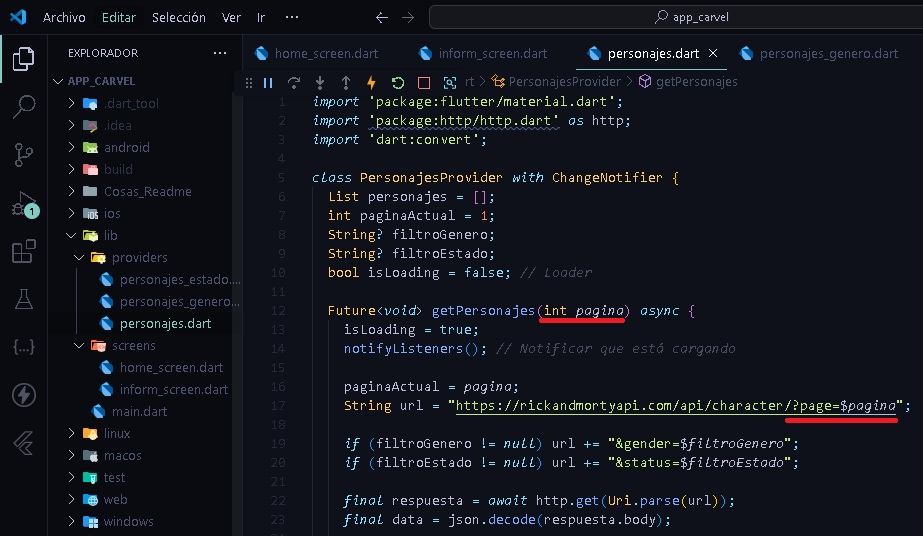 Archivo Editar Selección Ver Ir ···
app_carvel
EXPLORADOR ···
APP_CARVEL
.dart_tool
.idea
android
build
Cosas_Readme
ios
lib
providers
personajes_estado....
personajes_genero...
personajes.dart
screens
home_screen.dart
inform_screen.dart
main.dart
linux
macos
test
web
windows
1
home_screen.dart inform_screen.dart personajes.dart personajes_genero.dart
rt > PersonajesProvider > getPersonajes
1 import 'package:flutter/material.dart';
2 import 'package:http/http.dart' as http;
3 import 'dart:convert';
4
5 class PersonajesProvider with ChangeNotifier {
6 List personajes = [];
7 int paginaActual = 1;
8 String? filtroGenero;
9 String? filtroEstado;
10 bool isLoading = false; // Loader
11
12 Future<void> getPersonajes(int pagina) async {
13 isLoading = true;
14 notifyListeners(); // Notificar que está cargando
15
16 paginaActual = pagina;
17 String url = "https://rickandmortyapi.com/api/character/?page=$pagina";
18
19 if (filtroGenero != null) url += "&gender=$filtroGenero";
20 if (filtroEstado != null) url += "&status=$filtroEstado";
21
22 final respuesta = await http.get(Uri.parse(url));
23 final data = json.decode(respuesta.body);